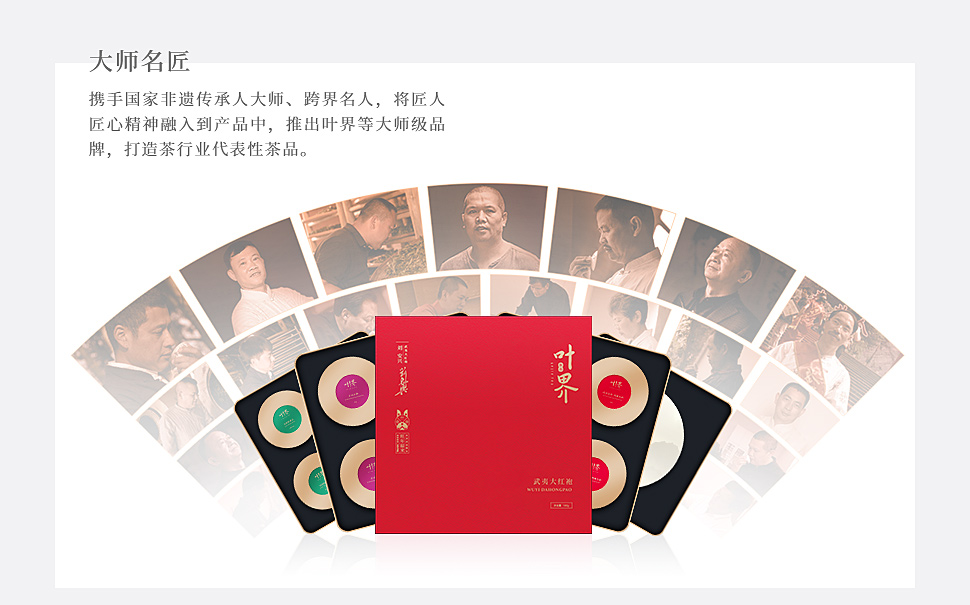 大师名匠
携手国家非遗传承人大师、跨界名人，将匠人
匠心精神融入到产品中，推出叶界等大师级品
牌，打造茶行业代表性茶品。
叶界
武夷大红袍
WUYI DAHONGPAO